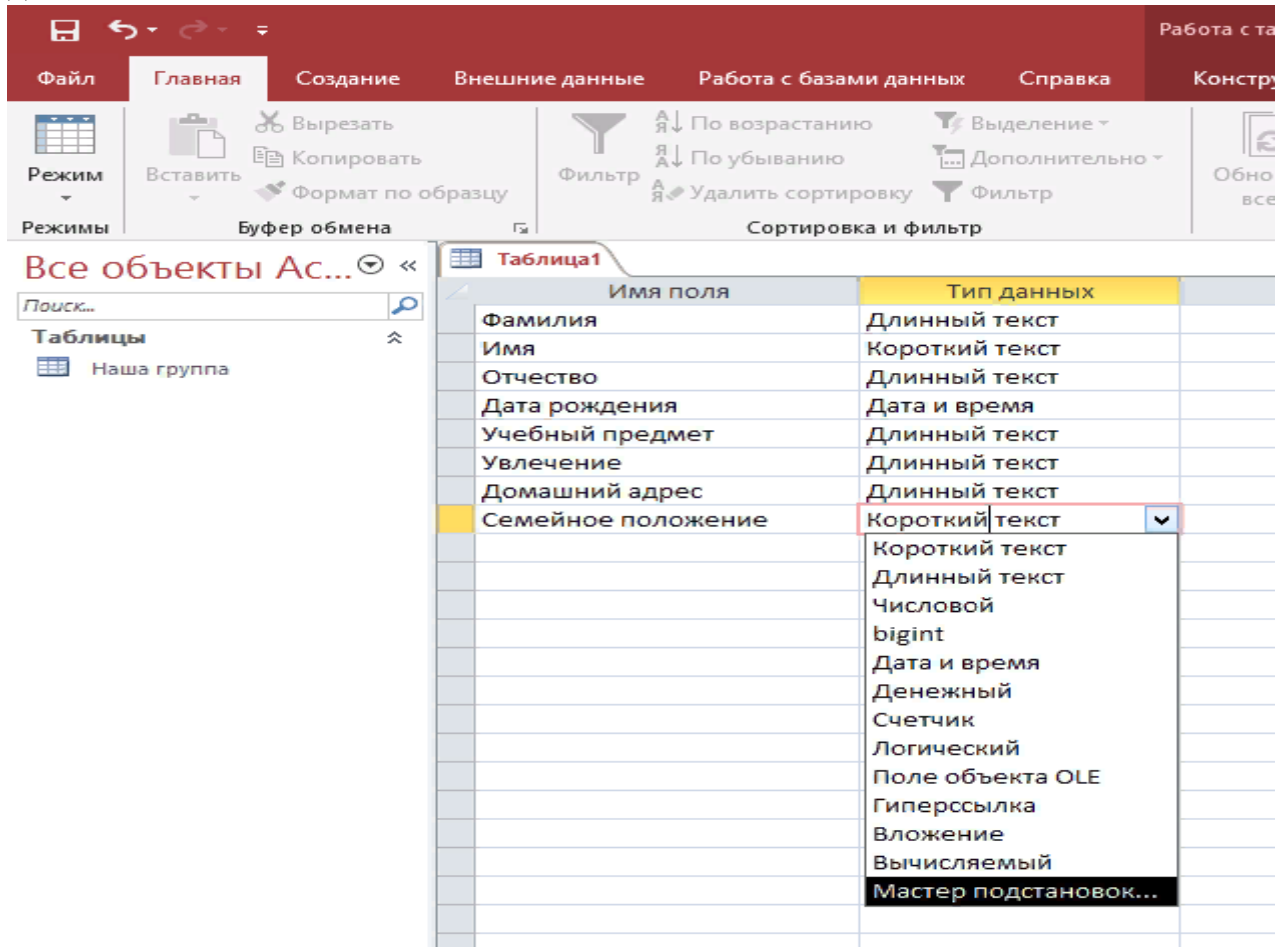 Работа с та
Файл Главная Создание Внешние данные Работа с базами данных Справка Констру
Режим
Вставить
Вырезать
Копировать
Формат по образцу
Фильтр
По возрастанию
По убыванию
Удалить сортировку
Выделение
Дополнительно
Фильтр
Обно
все
Режимы Буфер обмена Сортировка и фильтр
Все объекты Ac...
Поиск...
Таблицы
Наша группа
Таблица1
Имя поля Тип данных
Фамилия Длинный текст
Имя Короткий текст
Отчество Длинный текст
Дата рождения Дата и время
Учебный предмет Длинный текст
Увлечение Длинный текст
Домашний адрес Длинный текст
Семейное положение Короткий текст
Короткий текст
Длинный текст
Числовой
bigint
Дата и время
Денежный
Счетчик
Логический
Поле объекта OLE
Гиперссылка
Вложение
Вычисляемый
Мастер подстановок...